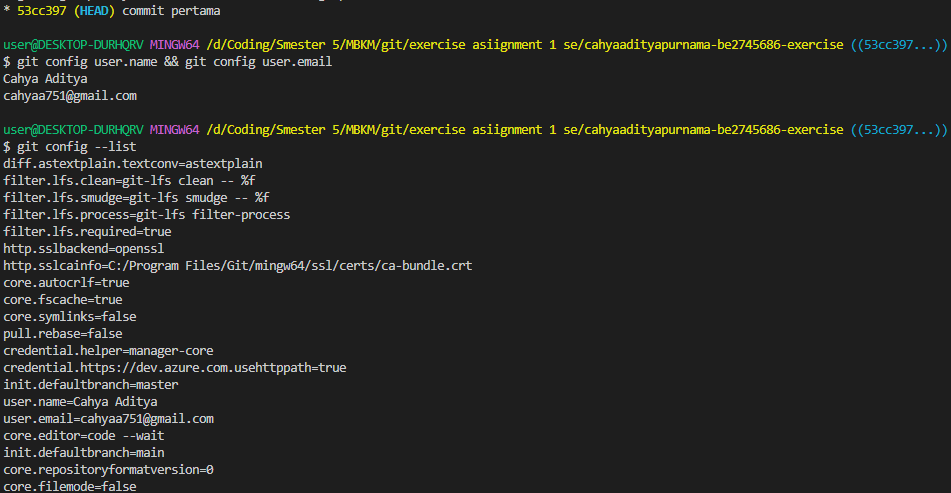 * 53cc397 (HEAD) commit pertama
user@DESKTOP-DURHQRV MINGW64 /d/Coding/Smester 5/MBKM/git/exercise asiignment 1 se/cahyaadityapurnama-be2745686-exercise ((53cc397...))
$ git config user.name && git config user.email
Cahya Aditya
cahyaa751@gmail.com
user@DESKTOP-DURHQRV MINGW64 /d/Coding/Smester 5/MBKM/git/exercise asiignment 1 se/cahyaadityapurnama-be2745686-exercise ((53cc397...))
$ git config --list
diff.astextplain.textconv=astextplain
filter.lfs.clean=git-lfs clean -- %f
filter.lfs.smudge=git-lfs smudge -- %f
filter.lfs.process=git-lfs filter-process
filter.lfs.required=true
http.sslbackend=openssl
http.sslcainfo=C:/Program Files/Git/mingw64/ssl/certs/ca-bundle.crt
core.autocrlf=true
core.fscache=true
core.symlinks=false
pull.rebase=false
credential.helper=manager-core
credential.https://dev.azure.com.usehttppath=true
init.defaultbranch=master
user.name=Cahya Aditya
user.email=cahyaa751@gmail.com
core.editor=code --wait
init.defaultbranch=main
core.repositoryformatversion=0
core.filemode=false